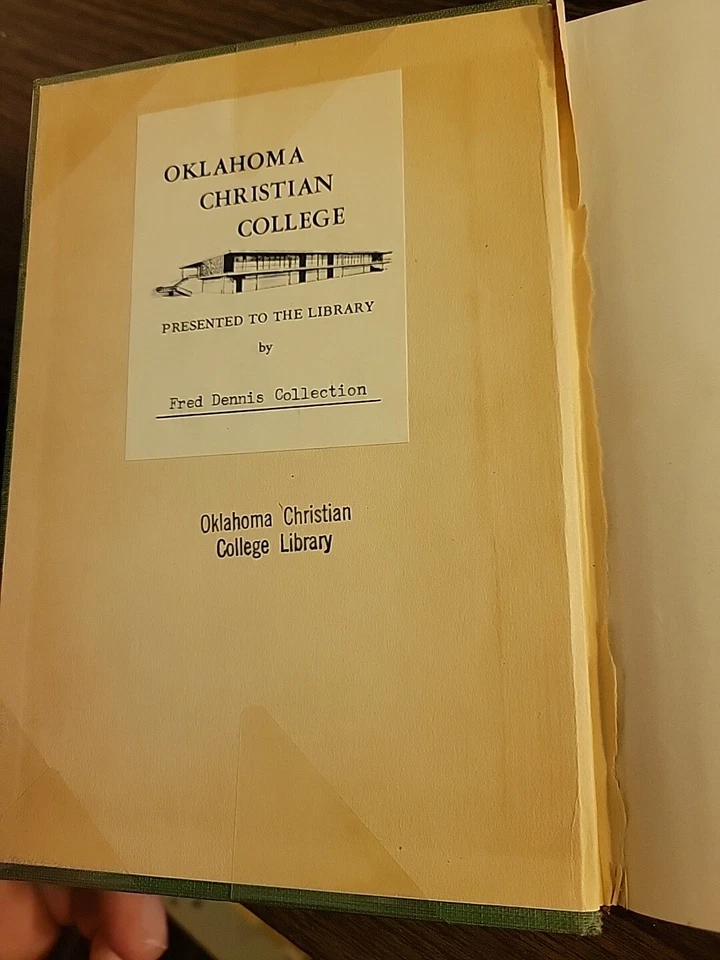 OKLAHOMA
CHRISTIAN
COLLEGE
PRESENTED TO THE LIBRARY
by
Fred Dennis Collection
Oklahoma Christian
College Library